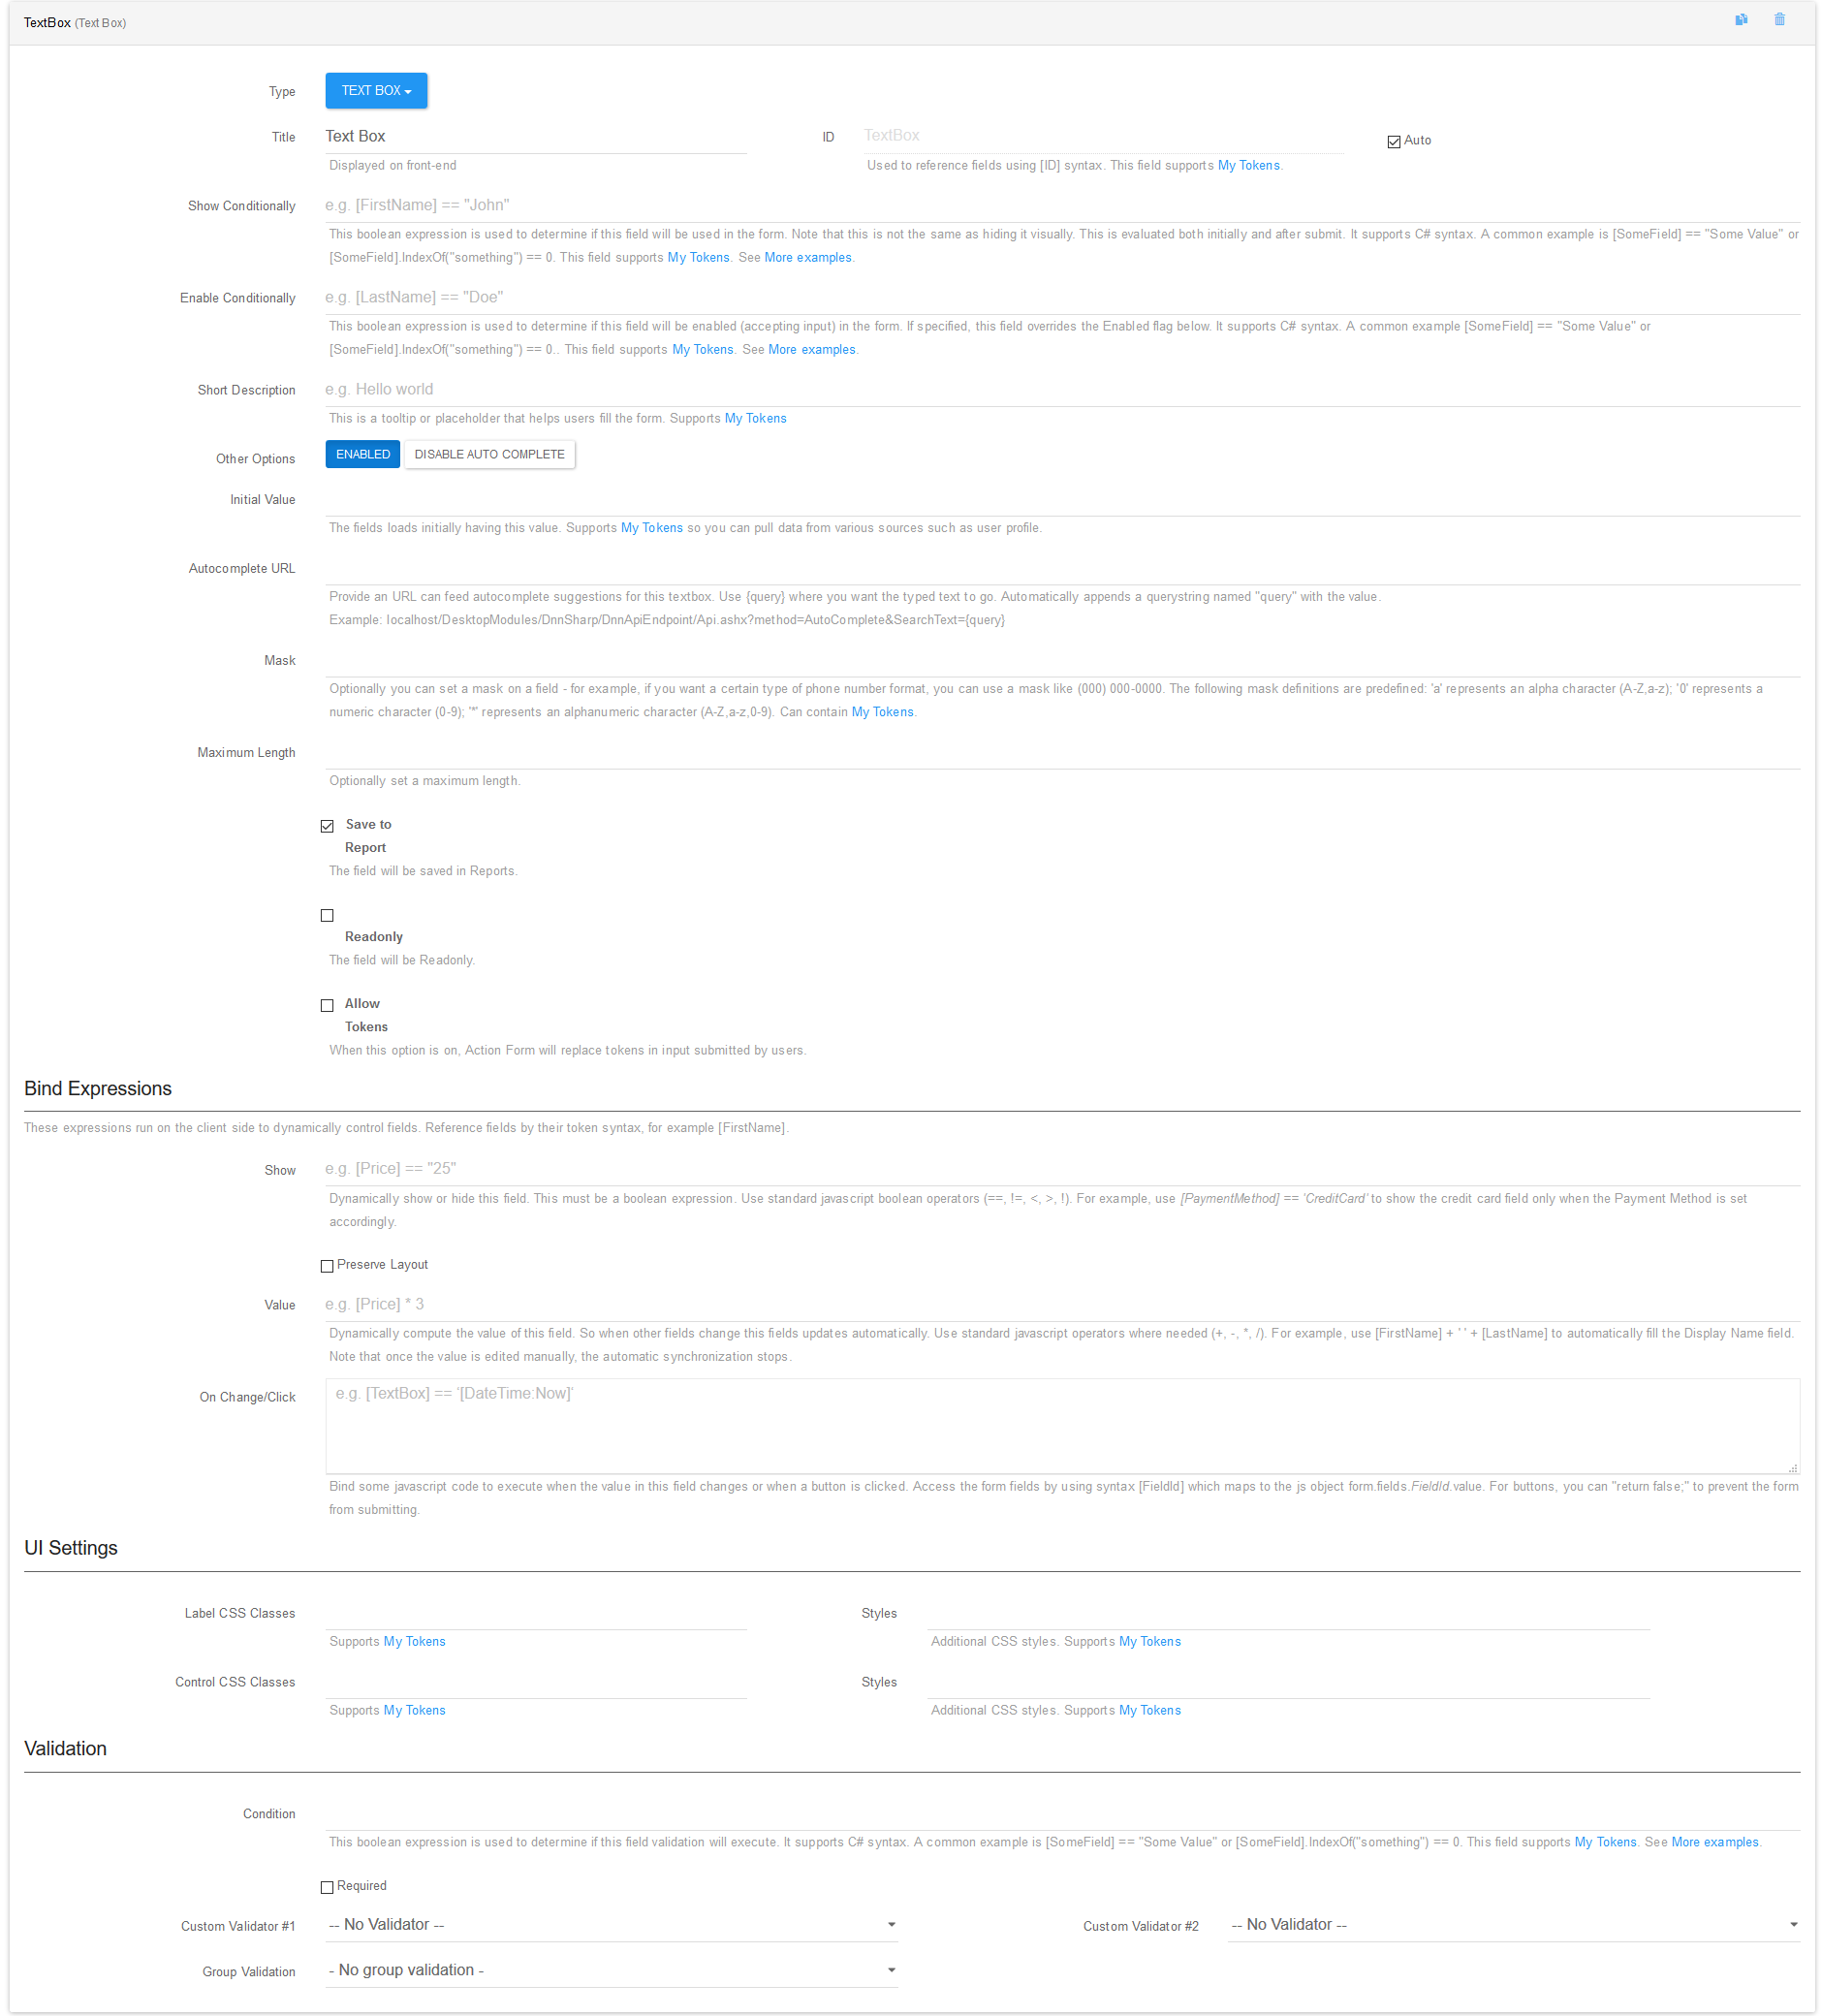 TextBox (Text Box)
Type TEXT BOX
Title Text Box ID TextBox Auto
Displayed on front-end Used to reference fields using [ID] syntax. This field supports My Tokens.
Show Conditionally e.g. [FirstName] == "John"
This boolean expression is used to determine if this field will be used in the form. Note that this is not the same as hiding it visually. This is evaluated both initially and after submit. It supports C# syntax. A common example is [SomeField] == "Some Value" or
[SomeField].IndexOf("something") == 0. This field supports My Tokens. See More examples.
Enable Conditionally e.g. [LastName] == "Doe"
This boolean expression is used to determine if this field will be enabled (accepting input) in the form. If specified, this field overrides the Enabled flag below. It supports C# syntax. A common example [SomeField] == "Some Value" or
[SomeField].IndexOf("something") == 0.. This field supports My Tokens. See More examples.
Short Description e.g. Hello world
This is a tooltip or placeholder that helps users fill the form. Supports My Tokens
Other Options ENABLED DISABLE AUTO COMPLETE
Initial Value
The fields loads initially having this value. Supports My Tokens so you can pull data from various sources such as user profile.
Autocomplete URL
Provide an URL can feed autocomplete suggestions for this textbox. Use {query} where you want the typed text to go. Automatically appends a querystring named "query" with the value.
Example: localhost/DesktopModules/DnnSharp/DnnApiEndpoint/Api.ashx?method=AutoComplete&SearchText={query}
Mask
Optionally you can set a mask on a field - for example, if you want a certain type of phone number format, you can use a mask like (000) 000-0000. The following mask definitions are predefined: 'a' represents an alpha character (A-Z,a-z); '0' represents a
numeric character (0-9); '*' represents an alphanumeric character (A-Z,a-z,0-9). Can contain My Tokens.
Maximum Length
Optionally set a maximum length.
Save to
Report
The field will be saved in Reports.
Readonly
The field will be Readonly.
Allow
Tokens
When this option is on, Action Form will replace tokens in input submitted by users.
Bind Expressions
These expressions run on the client side to dynamically control fields. Reference fields by their token syntax, for example [FirstName].
Show e.g. [Price] == "25"
Dynamically show or hide this field. This must be a boolean expression. Use standard javascript boolean operators (==, !=, <, >, !). For example, use [PaymentMethod] == 'CreditCard' to show the credit card field only when the Payment Method is set
accordingly.
Preserve Layout
Value e.g. [Price] * 3
Dynamically compute the value of this field. So when other fields change this fields updates automatically. Use standard javascript operators where needed (+, -, *, /). For example, use [FirstName] + ' ' + [LastName] to automatically fill the Display Name field.
Note that once the value is edited manually, the automatic synchronization stops.
On Change/Click e.g. [TextBox] == '[DateTime:Now]'
Bind some javascript code to execute when the value in this field changes or when a button is clicked. Access the form fields by using syntax [FieldId] which maps to the js object form.fields.FieldId.value. For buttons, you can "return false;" to prevent the form
from submitting.
UI Settings
Label CSS Classes Styles
Supports My Tokens Additional CSS styles. Supports My Tokens
Control CSS Classes Styles
Supports My Tokens Additional CSS styles. Supports My Tokens
Validation
Condition
This boolean expression is used to determine if this field validation will execute. It supports C# syntax. A common example is [SomeField] == "Some Value" or [SomeField].IndexOf("something") == 0. This field supports My Tokens. See More examples.
Required
Custom Validator #1 -- No Validator -- Custom Validator #2 -- No Validator --
Group Validation - No group validation -